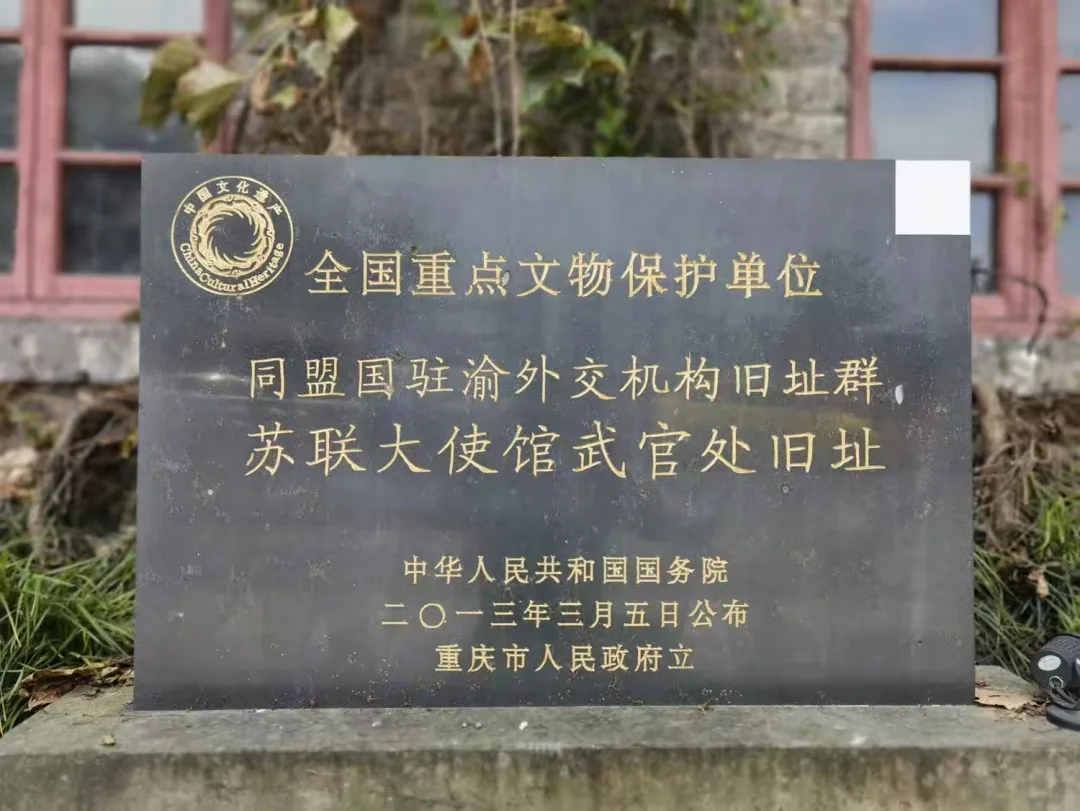 中国文化遗产
ChinaCulturalHeritage
全国重点文物保护单位
同盟国驻渝外交机构旧址群
苏联大使馆武官处旧址
中华人民共和国国务院
二〇一三年三月五日公布
重庆市人民政府立